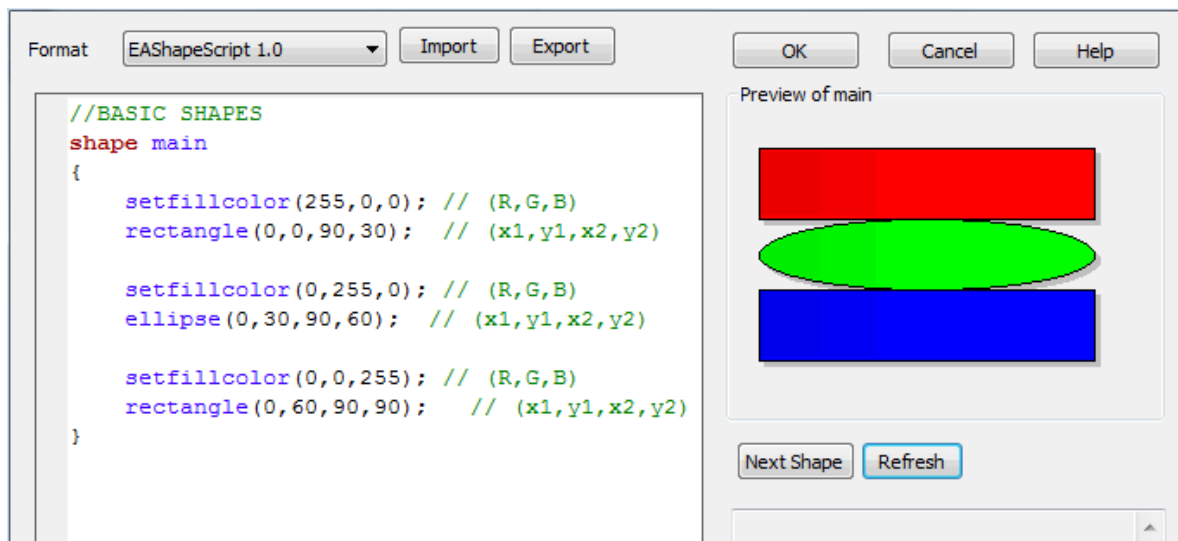 Format EAShapeScript 1.0 Import Export OK Cancel Help
//BASIC SHAPES
shape main
{
    setfillcolor(255,0,0); // (R,G,B)
    rectangle(0,0,90,30);  // (x1,y1,x2,y2)

    setfillcolor(0,255,0); // (R,G,B)
    ellipse(0,30,90,60);  // (x1,y1,x2,y2)

    setfillcolor(0,0,255); // (R,G,B)
    rectangle(0,60,90,90);   // (x1,y1,x2,y2)
}
Preview of main
Next Shape Refresh